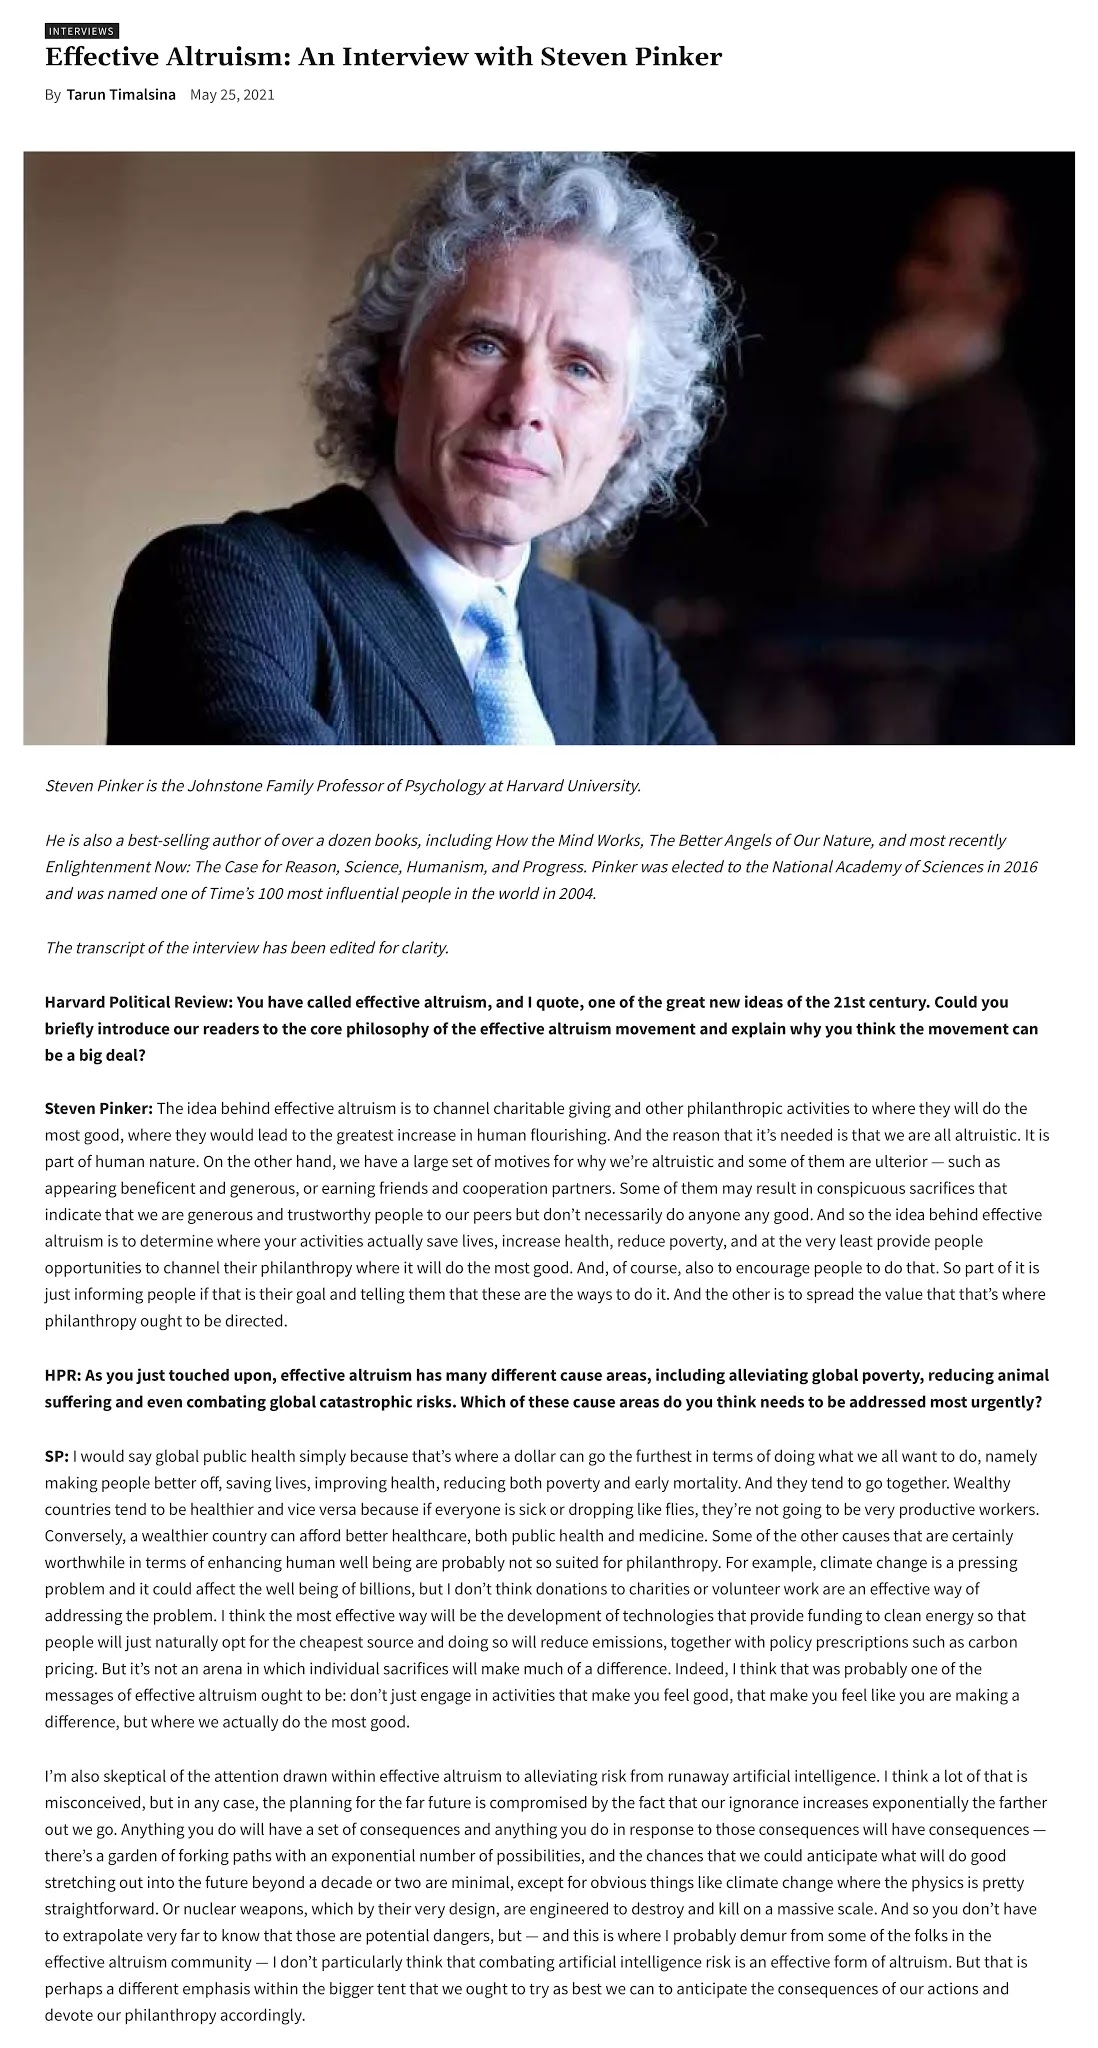 INTERVIEWS
Effective Altruism: An Interview with Steven Pinker
By Tarun Timalsina May 25, 2021
Steven Pinker is the Johnstone Family Professor of Psychology at Harvard University.
He is also a best-selling author of over a dozen books, including How the Mind Works, The Better Angels of Our Nature, and most recently
Enlightenment Now: The Case for Reason, Science, Humanism, and Progress. Pinker was elected to the National Academy of Sciences in 2016
and was named one of Time’s 100 most influential people in the world in 2004.
The transcript of the interview has been edited for clarity.
Harvard Political Review: You have called effective altruism, and I quote, one of the great new ideas of the 21st century. Could you
briefly introduce our readers to the core philosophy of the effective altruism movement and explain why you think the movement can
be a big deal?
Steven Pinker: The idea behind effective altruism is to channel charitable giving and other philanthropic activities to where they will do the
most good, where they would lead to the greatest increase in human flourishing. And the reason that it’s needed is that we are all altruistic. It is
part of human nature. On the other hand, we have a large set of motives for why we’re altruistic and some of them are ulterior — such as
appearing beneficent and generous, or earning friends and cooperation partners. Some of them may result in conspicuous sacrifices that
indicate that we are generous and trustworthy people to our peers but don’t necessarily do anyone any good. And so the idea behind effective
altruism is to determine where your activities actually save lives, increase health, reduce poverty, and at the very least provide people
opportunities to channel their philanthropy where it will do the most good. And, of course, also to encourage people to do that. So part of it is
just informing people if that is their goal and telling them that these are the ways to do it. And the other is to spread the value that that’s where
philanthropy ought to be directed.
HPR: As you just touched upon, effective altruism has many different cause areas, including alleviating global poverty, reducing animal
suffering and even combating global catastrophic risks. Which of these cause areas do you think needs to be addressed most urgently?
SP: I would say global public health simply because that’s where a dollar can go the furthest in terms of doing what we all want to do, namely
making people better off, saving lives, improving health, reducing both poverty and early mortality. And they tend to go together. Wealthy
countries tend to be healthier and vice versa because if everyone is sick or dropping like flies, they’re not going to be very productive workers.
Conversely, a wealthier country can afford better healthcare, both public health and medicine. Some of the other causes that are certainly
worthwhile in terms of enhancing human well being are probably not so suited for philanthropy. For example, climate change is a pressing
problem and it could affect the well being of billions, but I don’t think donations to charities or volunteer work are an effective way of
addressing the problem. I think the most effective way will be the development of technologies that provide funding to clean energy so that
people will just naturally opt for the cheapest source and doing so will reduce emissions, together with policy prescriptions such as carbon
pricing. But it’s not an arena in which individual sacrifices will make much of a difference. Indeed, I think that was probably one of the
messages of effective altruism ought to be: don’t just engage in activities that make you feel good, that make you feel like you are making a
difference, but where we actually do the most good.
I’m also skeptical of the attention drawn within effective altruism to alleviating risk from runaway artificial intelligence. I think a lot of that is
misconceived, but in any case, the planning for the far future is compromised by the fact that our ignorance increases exponentially the farther
out we go. Anything you do will have a set of consequences and anything you do in response to those consequences will have consequences —
there’s a garden of forking paths with an exponential number of possibilities, and the chances that we could anticipate what will do good
stretching out into the future beyond a decade or two are minimal, except for obvious things like climate change where the physics is pretty
straightforward. Or nuclear weapons, which by their very design, are engineered to destroy and kill on a massive scale. And so you don’t have
to extrapolate very far to know that those are potential dangers, but — and this is where I probably demur from some of the folks in the
effective altruism community — I don’t particularly think that combating artificial intelligence risk is an effective form of altruism. But that is
perhaps a different emphasis within the bigger tent that we ought to try as best we can to anticipate the consequences of our actions and
devote our philanthropy accordingly.